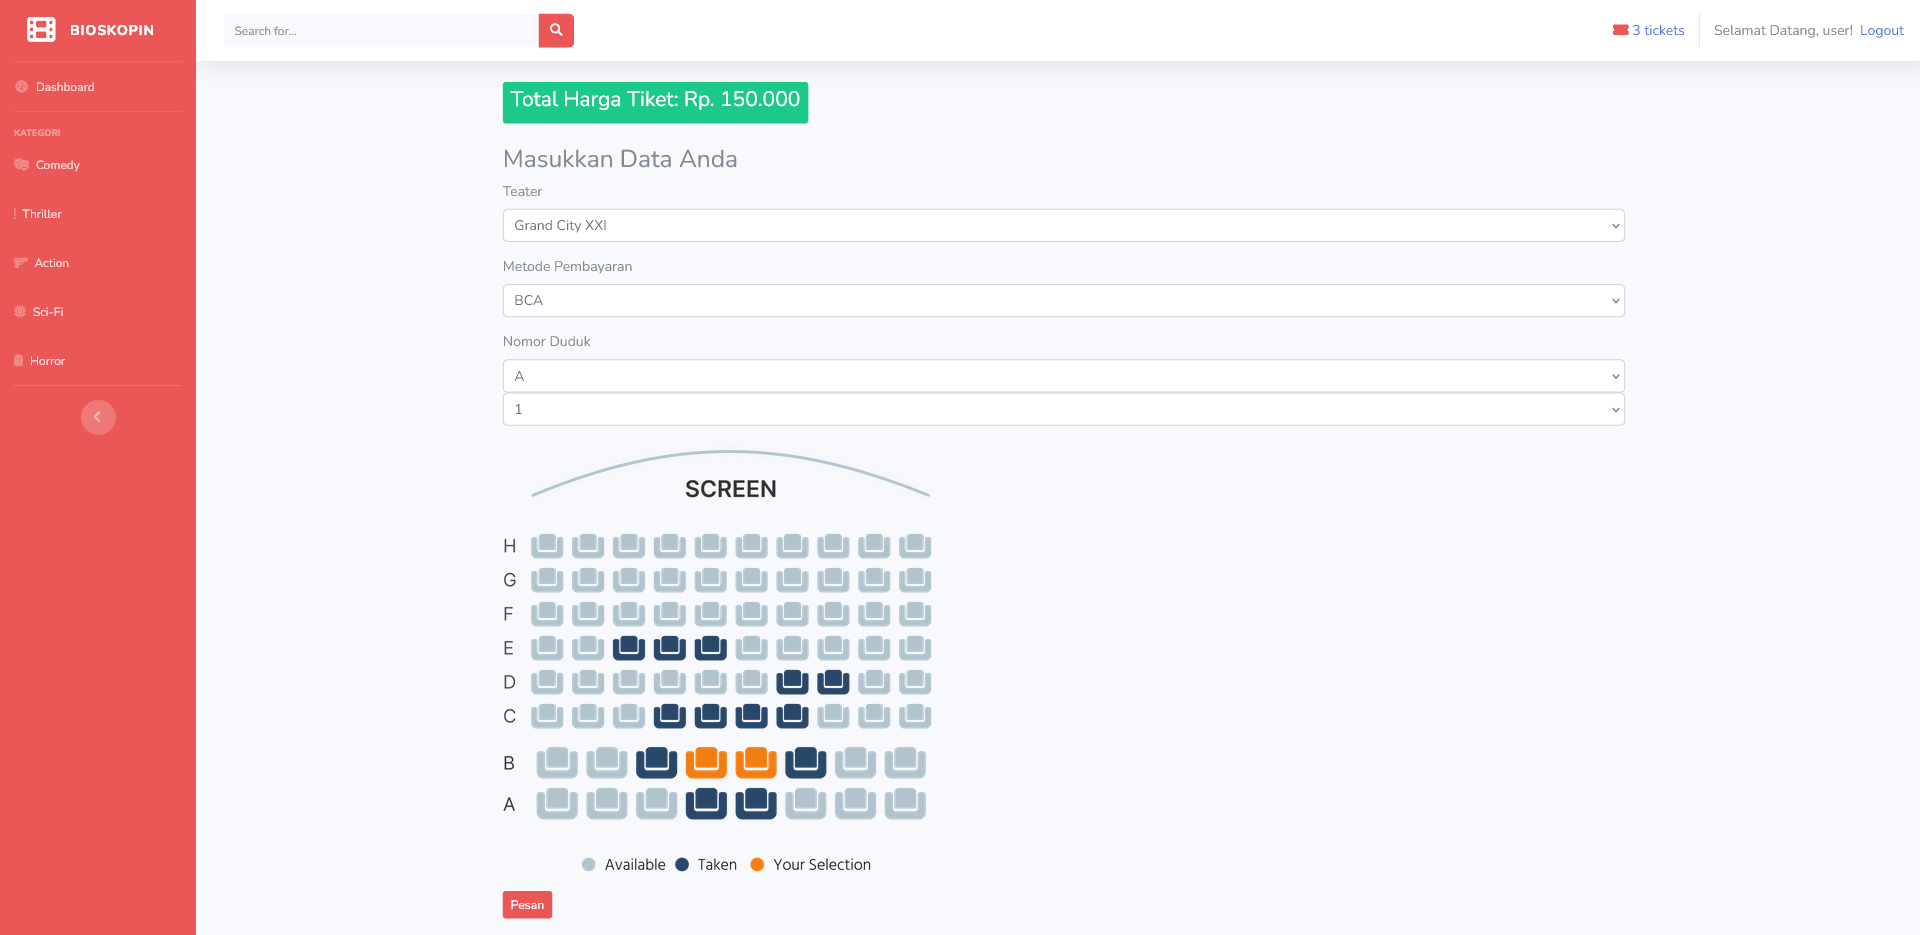 BIOSKOPIN
Dashboard
KATEGORI
Comedy
Thriller
Action
Sci-Fi
Horror
Search for...
3 tickets
Selamat Datang, user! Logout
Total Harga Tiket: Rp. 150.000
Masukkan Data Anda
Teater
Grand City XXI
Metode Pembayaran
BCA
Nomor Duduk
A
1
SCREEN
H
G
F
E
D
C
B
A
Available Taken Your Selection
Pesan